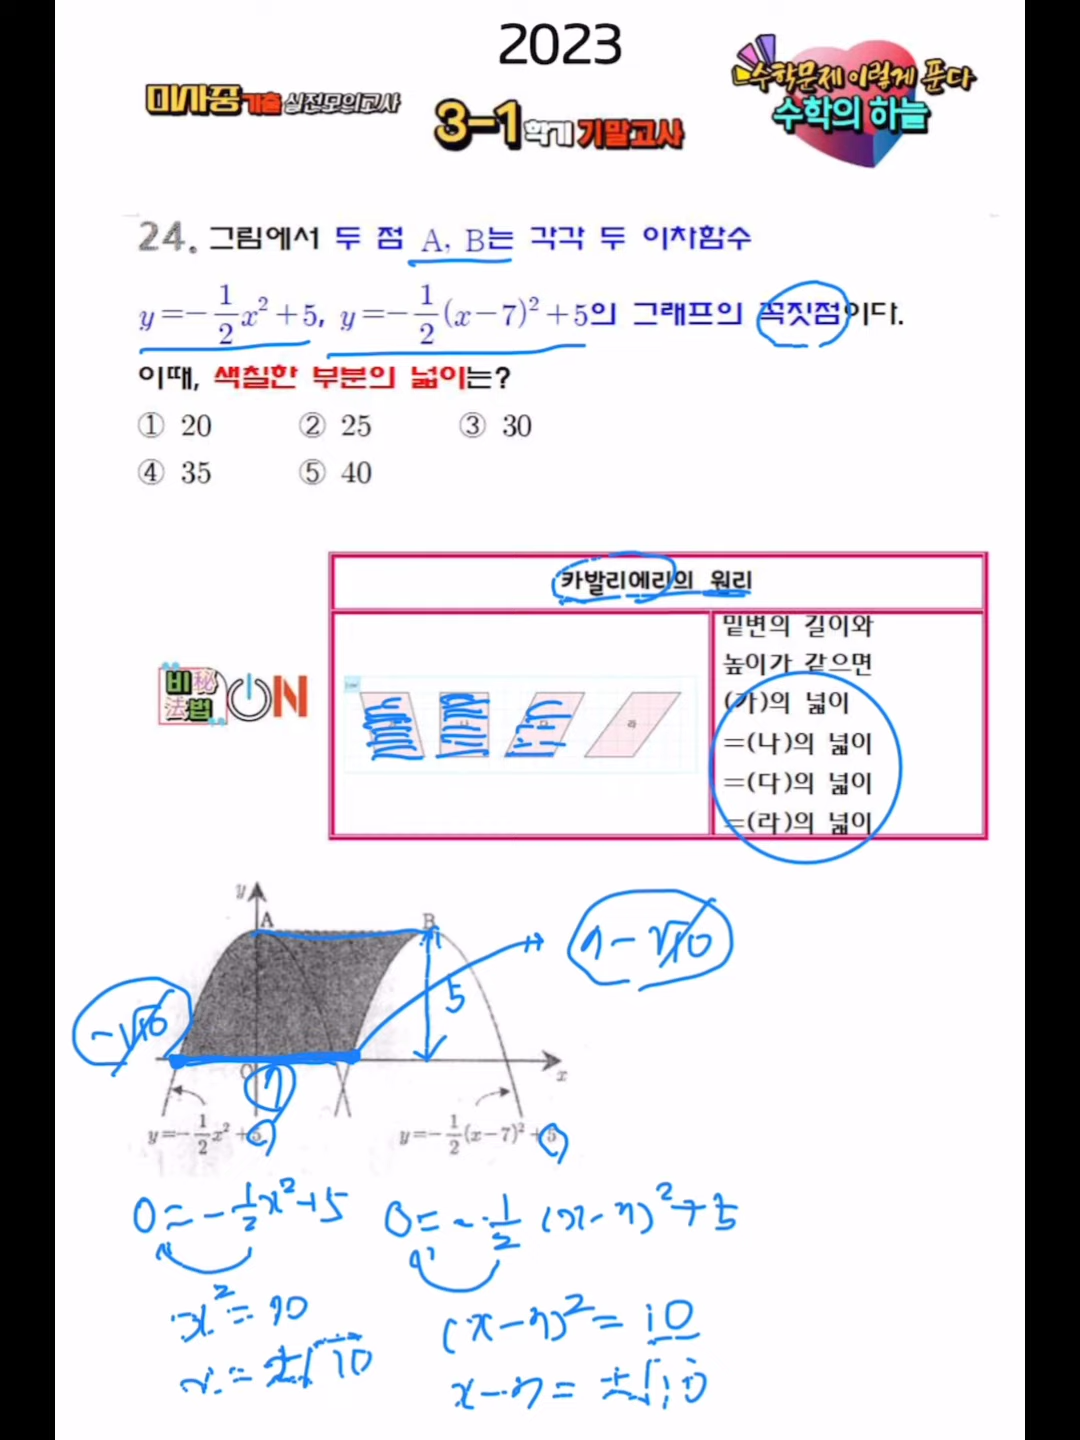 2023
미사중기출 실전모의고사
3-1학기 기말고사
수학문제 이렇게 푼다
수학의 하늘
24. 그림에서 두 점 A, B는 각각 두 이차함수
y=-1/2x²+5, y=-1/2(x-7)²+5의 그래프의 꼭짓점이다.
이때, 색칠한 부분의 넓이는?
① 20 ② 25 ③ 30
④ 35 ⑤ 40
카발리에리의 원리
밑변의 길이와
높이가 같으면
(가)의 넓이
=(나)의 넓이
=(다)의 넓이
=(라)의 넓이
비秘
法법
ON
라
y
A
B
7-√10
5
-√10
O
x
7
y=-1/2x²+5
y=-1/2(x-7)²+5
0=-1/2x²+5
0=-1/2(x-7)²+5
x²=10
(x-7)²=10
x=±√10
x-7=±√10